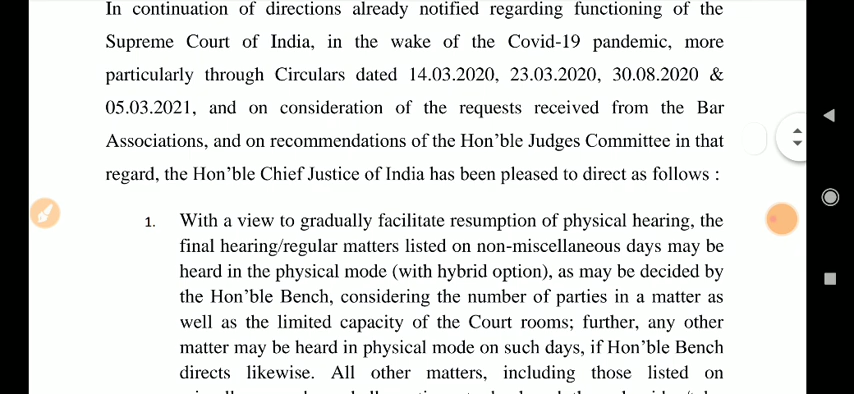 In continuation of directions already notified regarding functioning of the
Supreme Court of India, in the wake of the Covid-19 pandemic, more
particularly through Circulars dated 14.03.2020, 23.03.2020, 30.08.2020 &
05.03.2021, and on consideration of the requests received from the Bar
Associations, and on recommendations of the Hon’ble Judges Committee in that
regard, the Hon’ble Chief Justice of India has been pleased to direct as follows :
1. With a view to gradually facilitate resumption of physical hearing, the
final hearing/regular matters listed on non-miscellaneous days may be
heard in the physical mode (with hybrid option), as may be decided by
the Hon’ble Bench, considering the number of parties in a matter as
well as the limited capacity of the Court rooms; further, any other
matter may be heard in physical mode on such days, if Hon’ble Bench
directs likewise. All other matters, including those listed on